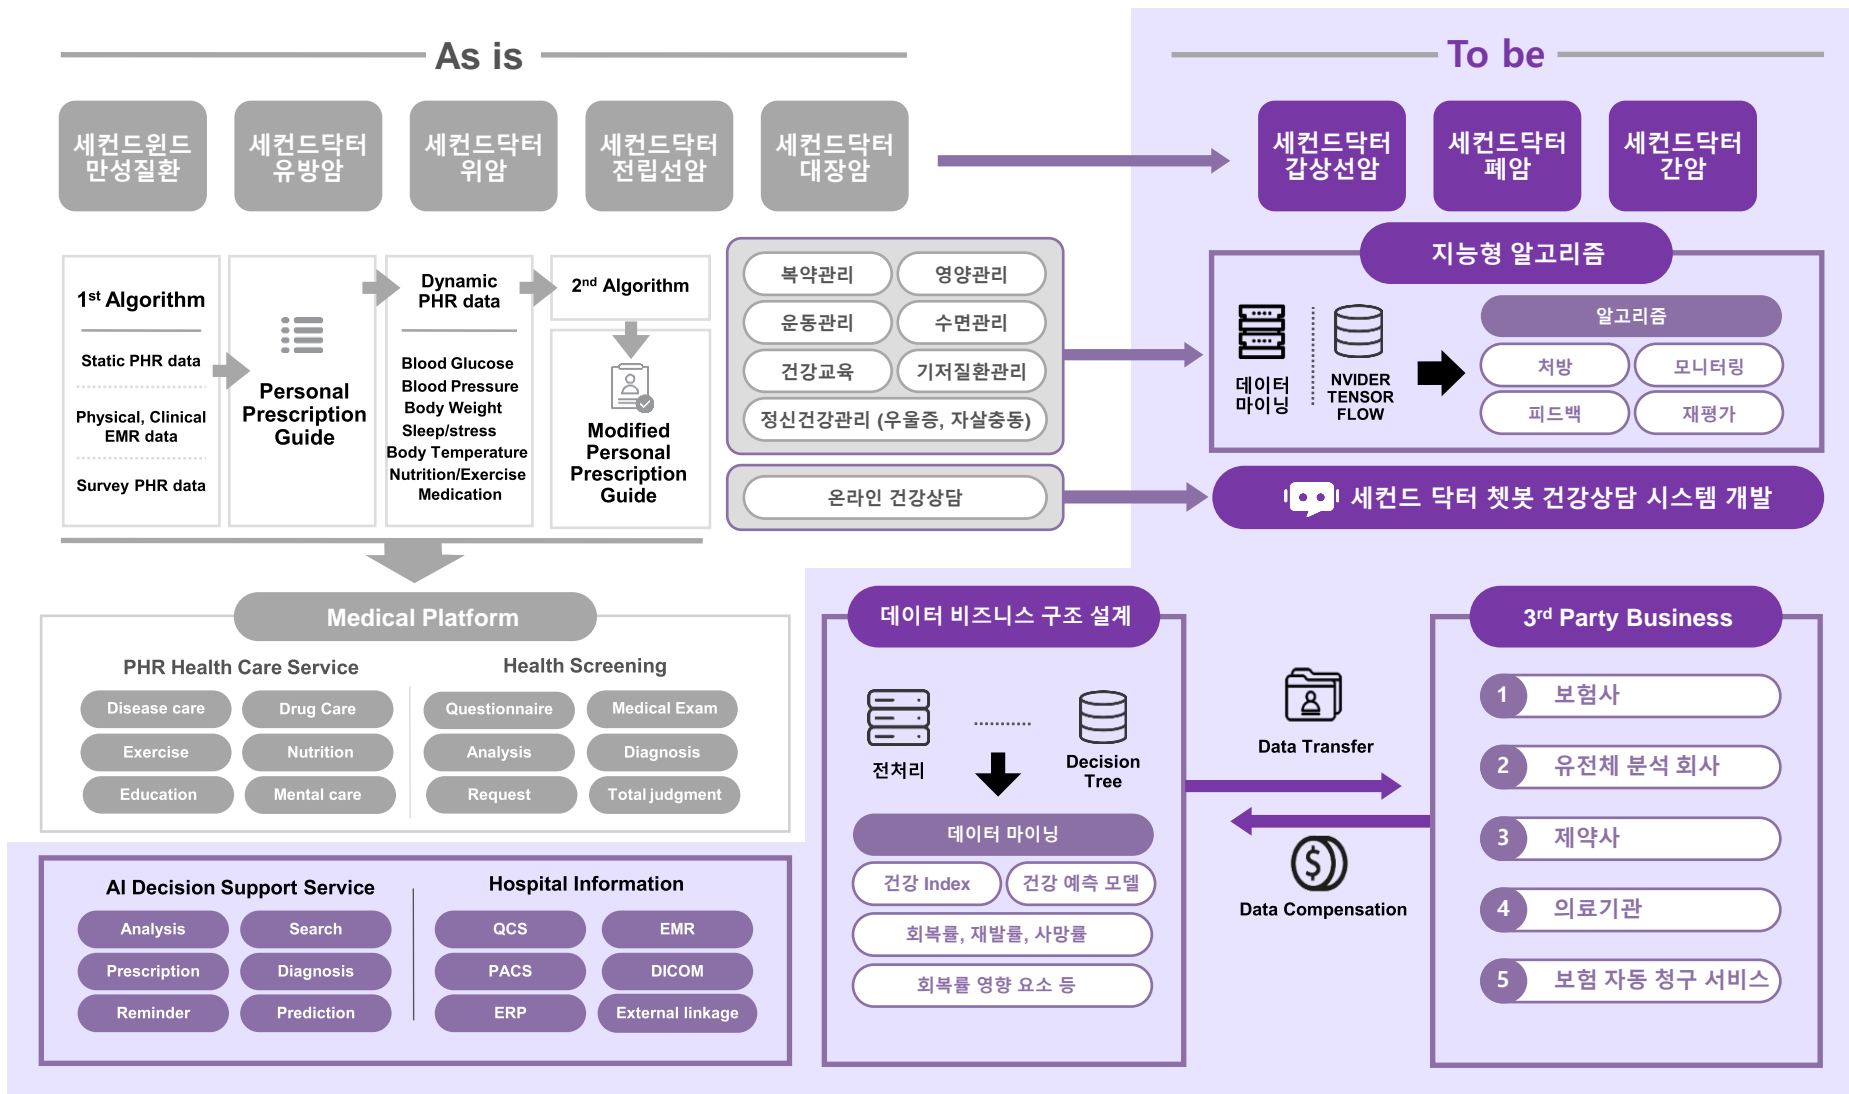 As is
To be
세컨드윈드
만성질환
세컨드닥터
유방암
세컨드닥터
위암
세컨드닥터
전립선암
세컨드닥터
대장암
세컨드닥터
갑상선암
세컨드닥터
폐암
세컨드닥터
간암
1st Algorithm
Static PHR data
Physical, Clinical
EMR data
Survey PHR data
Personal
Prescription
Guide
Dynamic
PHR data
Blood Glucose
Blood Pressure
Body Weight
Sleep/stress
Body Temperature
Nutrition/Exercise
Medication
2nd Algorithm
Modified
Personal
Prescription
Guide
복약관리
영양관리
운동관리
수면관리
건강교육
기저질환관리
정신건강관리 (우울증, 자살충동)
온라인 건강상담
지능형 알고리즘
데이터
마이닝
NVIDER
TENSOR
FLOW
알고리즘
처방
모니터링
피드백
재평가
세컨드 닥터 쳇봇 건강상담 시스템 개발
Medical Platform
PHR Health Care Service
Disease care
Drug Care
Exercise
Nutrition
Education
Mental care
Health Screening
Questionnaire
Medical Exam
Analysis
Diagnosis
Request
Total judgment
AI Decision Support Service
Analysis
Search
Prescription
Diagnosis
Reminder
Prediction
Hospital Information
QCS
EMR
PACS
DICOM
ERP
External linkage
데이터 비즈니스 구조 설계
전처리
Decision
Tree
데이터 마이닝
건강 Index
건강 예측 모델
회복률, 재발률, 사망률
회복률 영향 요소 등
Data Transfer
Data Compensation
3rd Party Business
1 보험사
2 유전체 분석 회사
3 제약사
4 의료기관
5 보험 자동 청구 서비스